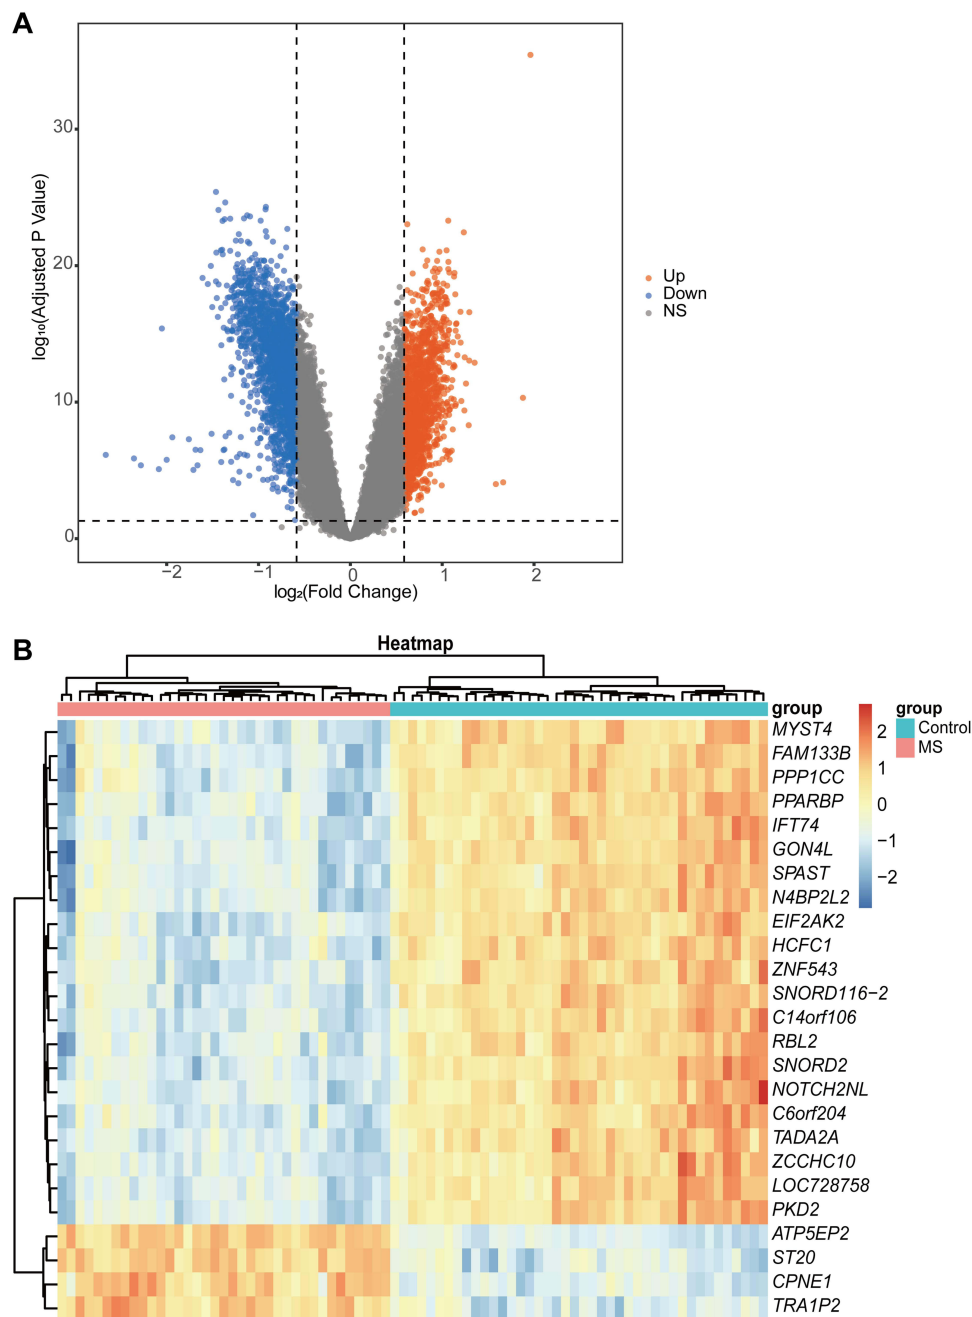 A
30
20
10
0
log₁₀(Adjusted P Value)
−2
−1
0
1
2
log₂(Fold Change)
Up
Down
NS
B
Heatmap
group
MYST4
FAM133B
PPP1CC
PPARBP
IFT74
GON4L
SPAST
N4BP2L2
EIF2AK2
HCFC1
ZNF543
SNORD116−2
C14orf106
RBL2
SNORD2
NOTCH2NL
C6orf204
TADA2A
ZCCHC10
LOC728758
PKD2
ATP5EP2
ST20
CPNE1
TRA1P2
2
1
0
−1
−2
group
Control
MS